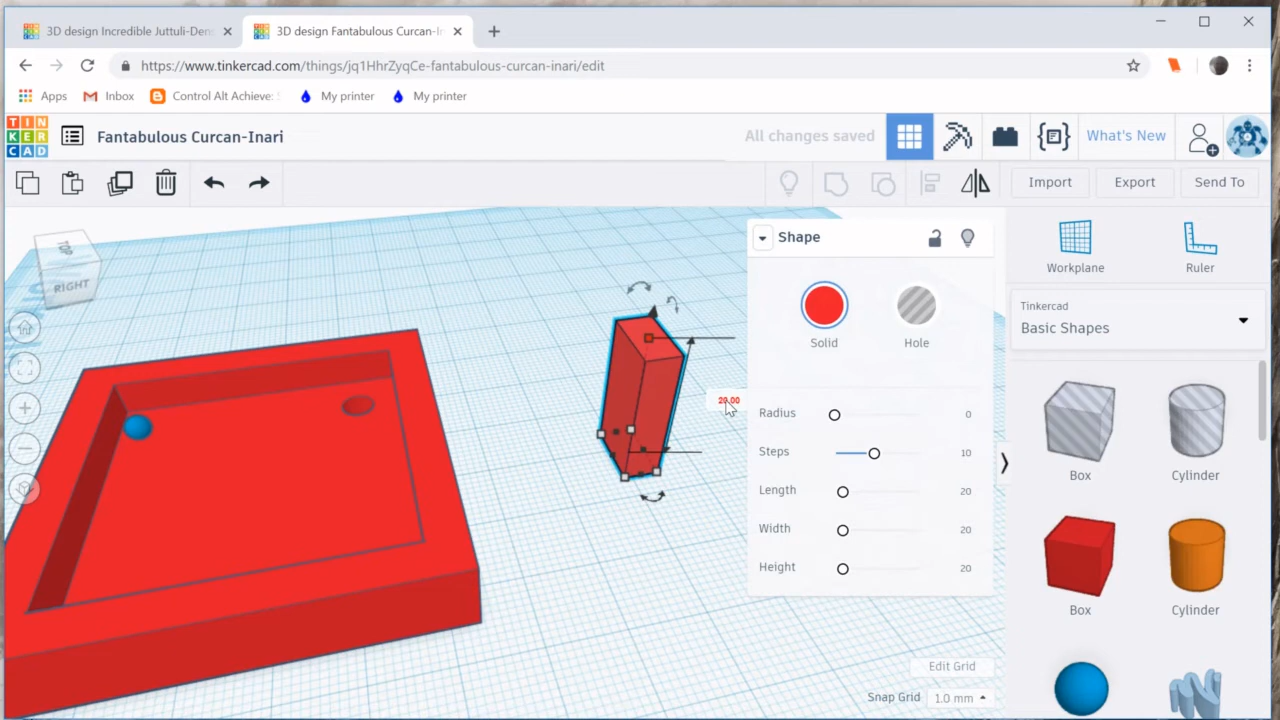 3D design Incredible Juttuli-Den
3D design Fantabulous Curcan-In
https://www.tinkercad.com/things/jq1HhrZyqCe-fantabulous-curcan-inari/edit
Apps
Inbox
Control Alt Achieve:
My printer
My printer
TIN
KER
CAD
Fantabulous Curcan-Inari
All changes saved
What's New
Import
Export
Send To
TOP
RIGHT
Shape
Solid
Hole
Radius 0
Steps 10
Length 20
Width 20
Height 20
20.00
Edit Grid
Snap Grid 1.0 mm
Workplane
Ruler
Tinkercad
Basic Shapes
Box
Cylinder
Box
Cylinder